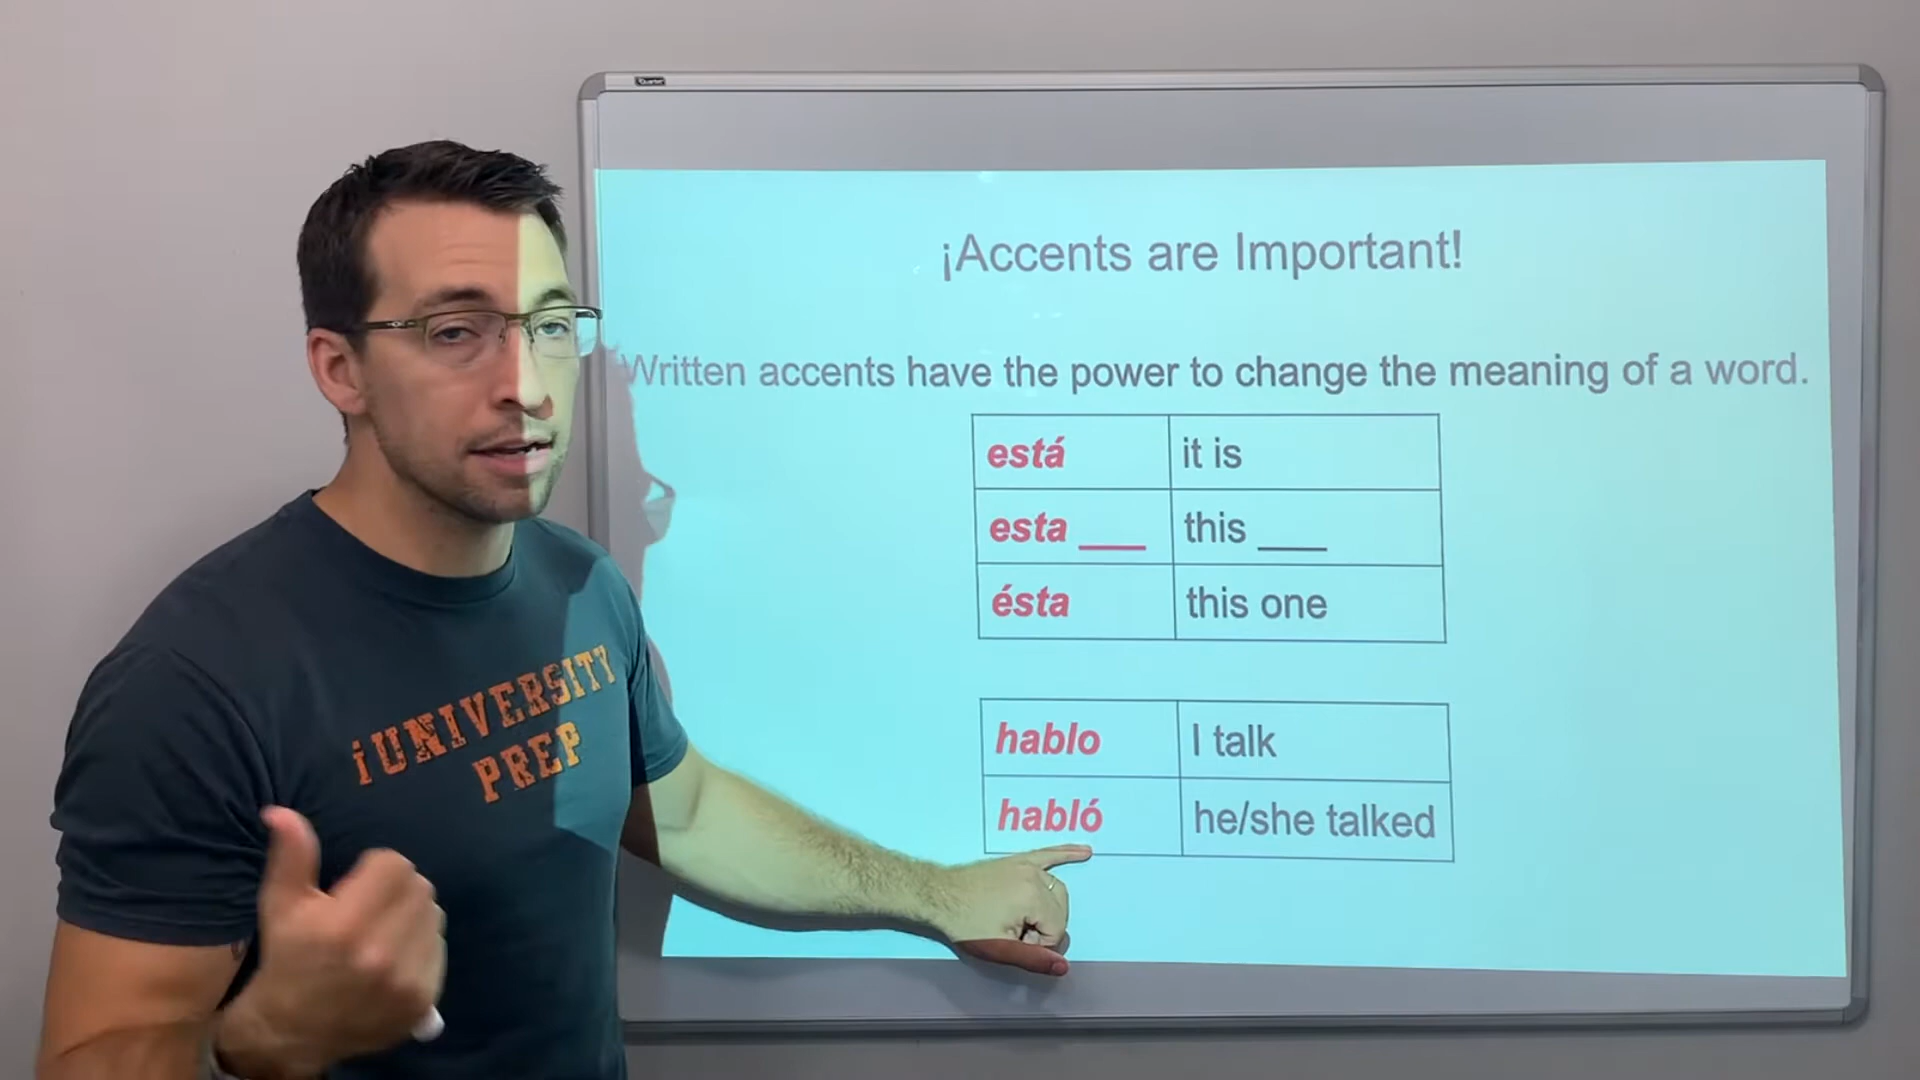 ¡Accents are Important!
Written accents have the power to change the meaning of a word.
está it is
esta ___ this ___
ésta this one
hablo I talk
habló he/she talked
iUNIVERSITY
PREP